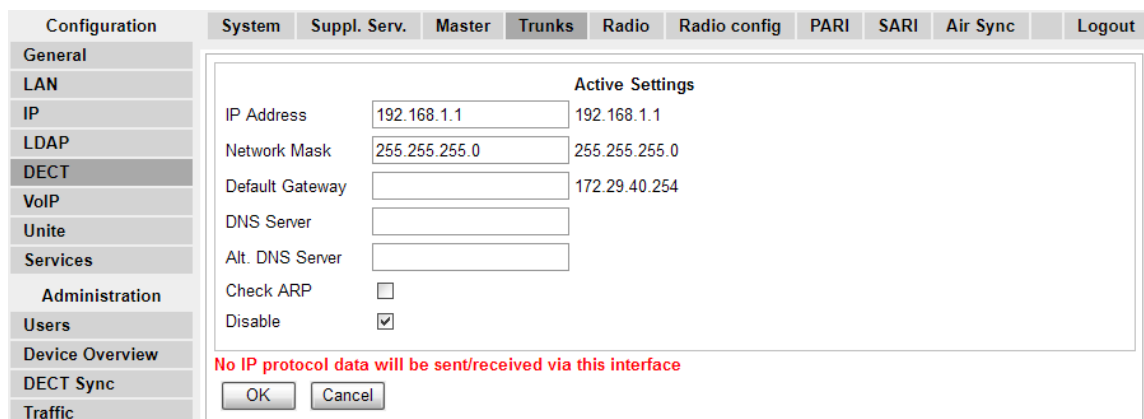 Configuration
System Suppl. Serv. Master Trunks Radio Radio config PARI SARI Air Sync Logout
General
LAN
IP
LDAP
DECT
VoIP
Unite
Services
Administration
Users
Device Overview
DECT Sync
Traffic
Active Settings
IP Address 192.168.1.1 192.168.1.1
Network Mask 255.255.255.0 255.255.255.0
Default Gateway 172.29.40.254
DNS Server
Alt. DNS Server
Check ARP
Disable
No IP protocol data will be sent/received via this interface
OK Cancel